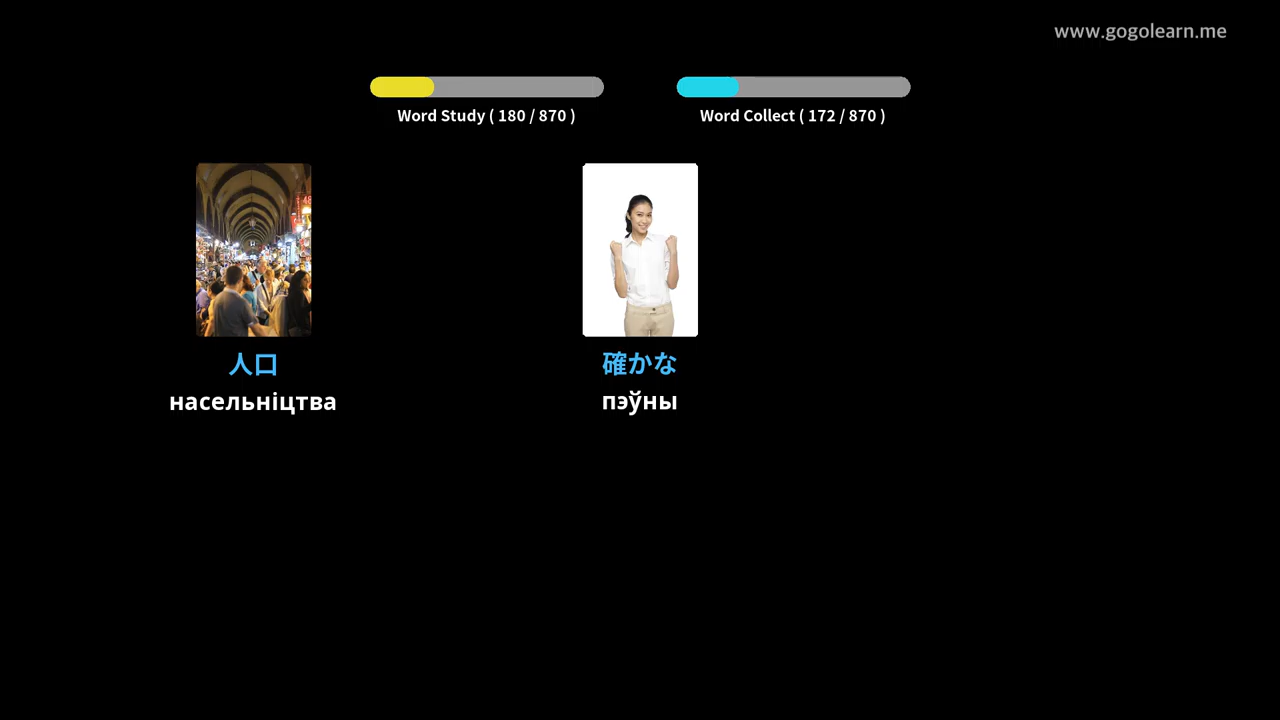 www.gogolearn.me
Word Study ( 180 / 870 )
Word Collect ( 172 / 870 )
人口
насельніцтва
確かな
пэўны